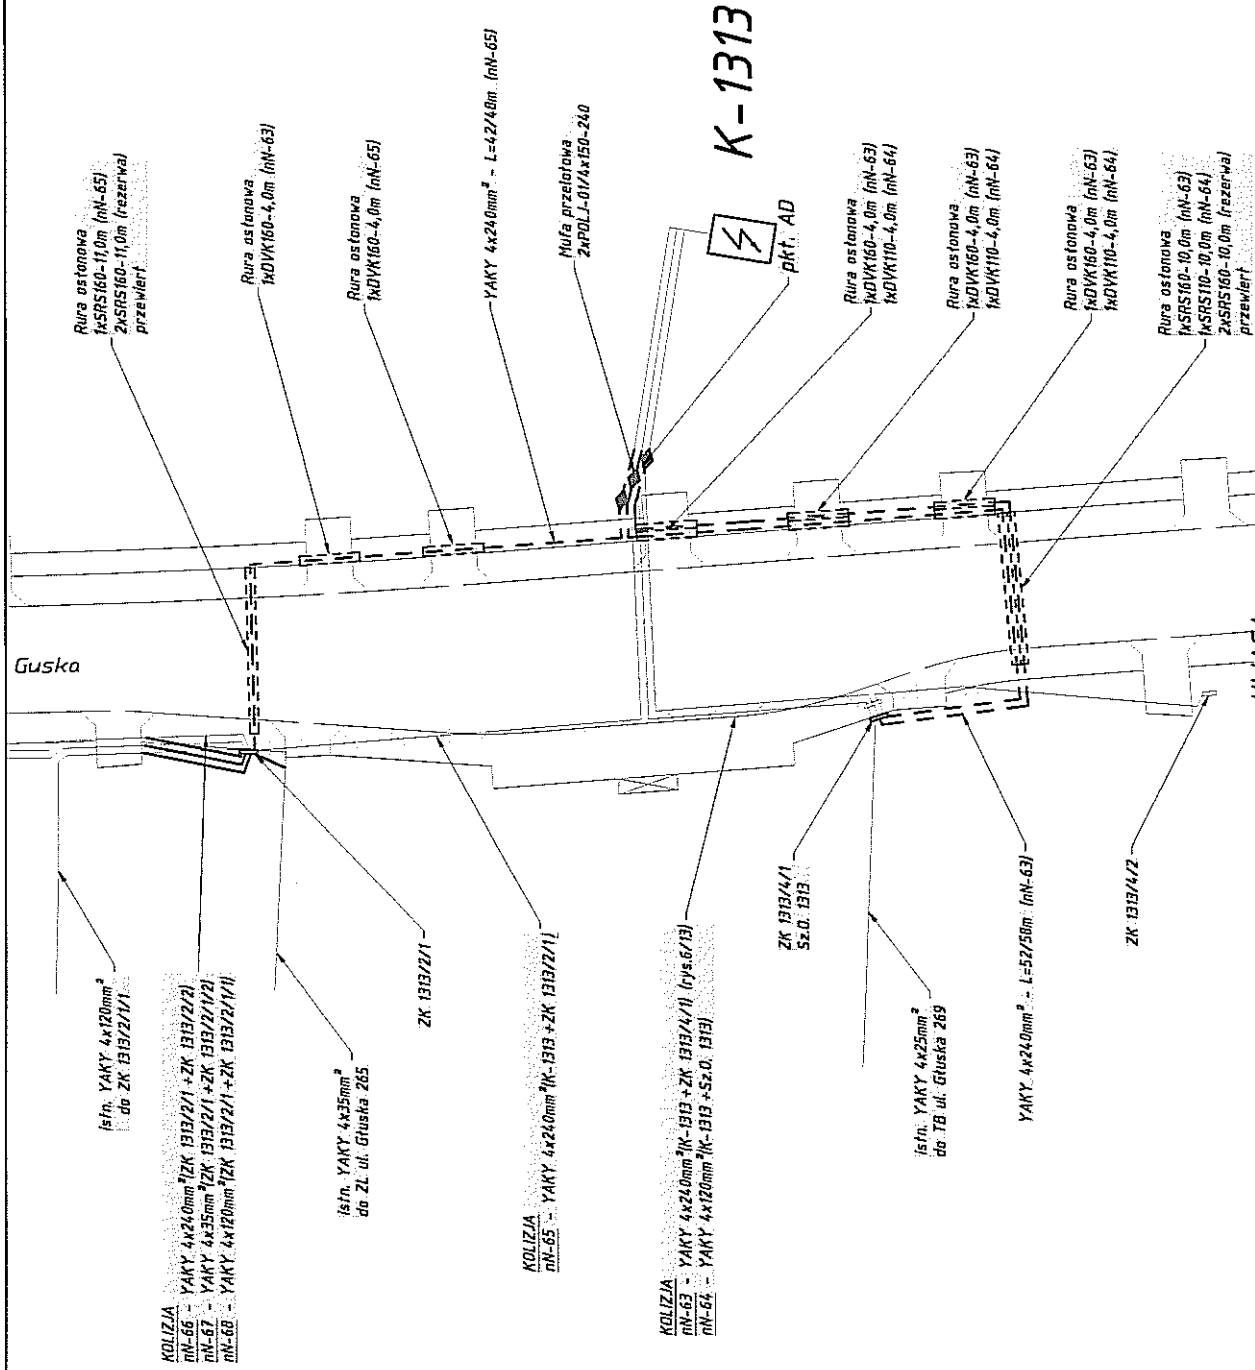 Guska
Rura osłonowa
1xSRS160-11,0m (nN-65)
2xSRS160-11,0m (rezerwa)
przewiert
Rura osłonowa
1xDVK160-4,0m (nN-63)
Rura osłonowa
1xDVK160-4,0m (nN-65)
YAKY 4x240mm² - L=42/48m (nN-65)
Mufa przelotowa
2xPOLJ-01/4x150-240
K-1313
pkt. AD
Rura osłonowa
1xDVK160-4,0m (nN-63)
1xDVK110-4,0m (nN-64)
Rura osłonowa
1xDVK160-4,0m (nN-63)
1xDVK110-4,0m (nN-64)
Rura osłonowa
1xDVK160-4,0m (nN-63)
1xDVK110-4,0m (nN-64)
Rura osłonowa
1xSRS160-10,0m (nN-63)
1xSRS110-10,0m (nN-64)
2xSRS160-10,0m (rezerwa)
przewiert
istn. YAKY 4x120mm²
do ZK 1313/2/1/1
KOLIZJA
nN-66 - YAKY 4x240mm² (ZK 1313/2/1 +ZK 1313/2/2)
nN-67 - YAKY 4x35mm² (ZK 1313/2/1 +ZK 1313/2/1/2)
nN-68 - YAKY 4x120mm² (ZK 1313/2/1 +ZK 1313/2/1/1)
istn. YAKY 4x35mm²
do ZL ul. Głuska 265
ZK 1313/2/1
KOLIZJA
nN-65 - YAKY 4x240mm² (K-1313 +ZK 1313/2/1)
KOLIZJA
nN-63 - YAKY 4x240mm² (K-1313 +ZK 1313/4/1) (rys.6/13)
nN-64 - YAKY 4x120mm² (K-1313 +Sz.O. 1313)
ZK 1313/4/1
Sz.O. 1313
istn. YAKY 4x25mm²
do TB ul. Głuska 269
YAKY 4x240mm² - L=52/58m (nN-63)
ZK 1313/4/2